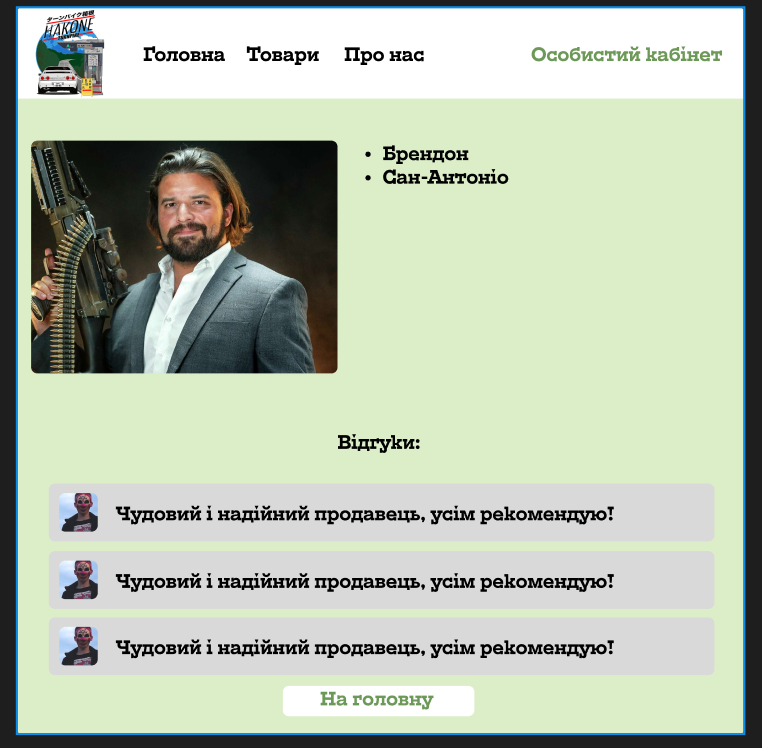 ターンパイク箱根
HAKONE
TURNPIKE
Головна Товари Про нас Особистий кабінет
• Брендон
• Сан-Антоніо
Відгуки:
Чудовий і надійний продавець, усім рекомендую!
Чудовий і надійний продавець, усім рекомендую!
Чудовий і надійний продавець, усім рекомендую!
На головну